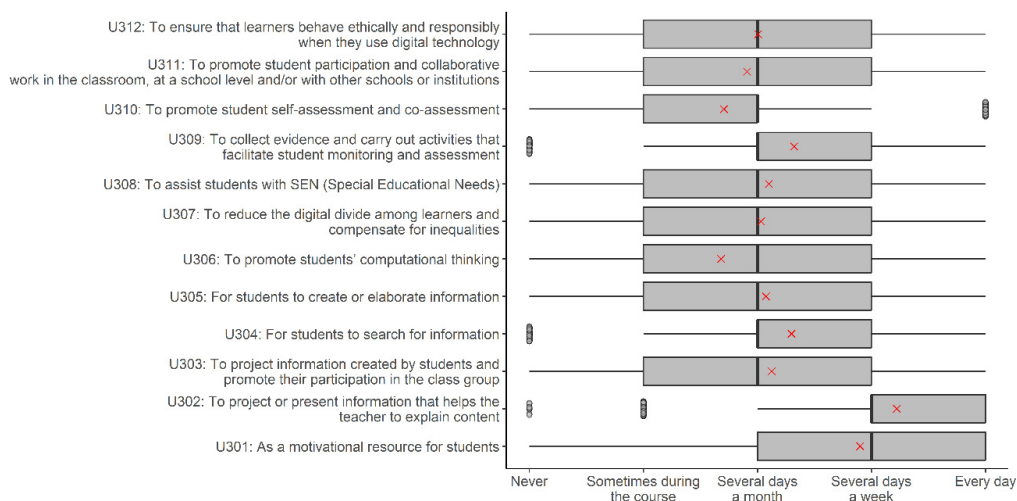 U312: To ensure that learners behave ethically and responsibly
when they use digital technology
U311: To promote student participation and collaborative
work in the classroom, at a school level and/or with other schools or institutions
U310: To promote student self-assessment and co-assessment
U309: To collect evidence and carry out activities that
facilitate student monitoring and assessment
U308: To assist students with SEN (Special Educational Needs)
U307: To reduce the digital divide among learners and
compensate for inequalities
U306: To promote students' computational thinking
U305: For students to create or elaborate information
U304: For students to search for information
U303: To project information created by students and
promote their participation in the class group
U302: To project or present information that helps the
teacher to explain content
U301: As a motivational resource for students
Never
Sometimes during
the course
Several days
a month
Several days
a week
Every day